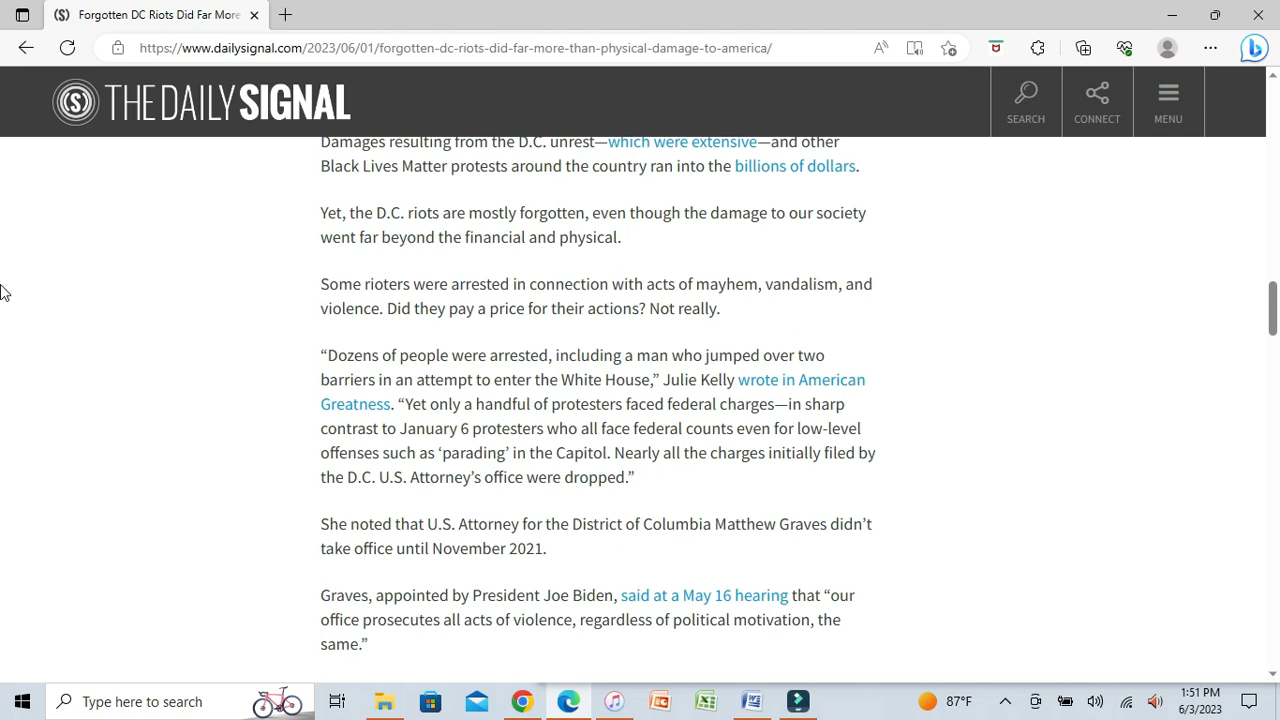 Forgotten DC Riots Did Far More
https://www.dailysignal.com/2023/06/01/forgotten-dc-riots-did-far-more-than-physical-damage-to-america/
THE DAILY SIGNAL
SEARCH
CONNECT
MENU
Damages resulting from the D.C. unrest—which were extensive—and other
Black Lives Matter protests around the country ran into the billions of dollars.
Yet, the D.C. riots are mostly forgotten, even though the damage to our society
went far beyond the financial and physical.
Some rioters were arrested in connection with acts of mayhem, vandalism, and
violence. Did they pay a price for their actions? Not really.
“Dozens of people were arrested, including a man who jumped over two
barriers in an attempt to enter the White House,” Julie Kelly wrote in American
Greatness. “Yet only a handful of protesters faced federal charges—in sharp
contrast to January 6 protesters who all face federal counts even for low-level
offenses such as ‘parading’ in the Capitol. Nearly all the charges initially filed by
the D.C. U.S. Attorney’s office were dropped.”
She noted that U.S. Attorney for the District of Columbia Matthew Graves didn’t
take office until November 2021.
Graves, appointed by President Joe Biden, said at a May 16 hearing that “our
office prosecutes all acts of violence, regardless of political motivation, the
same.”
Type here to search
87°F
1:51 PM
6/3/2023